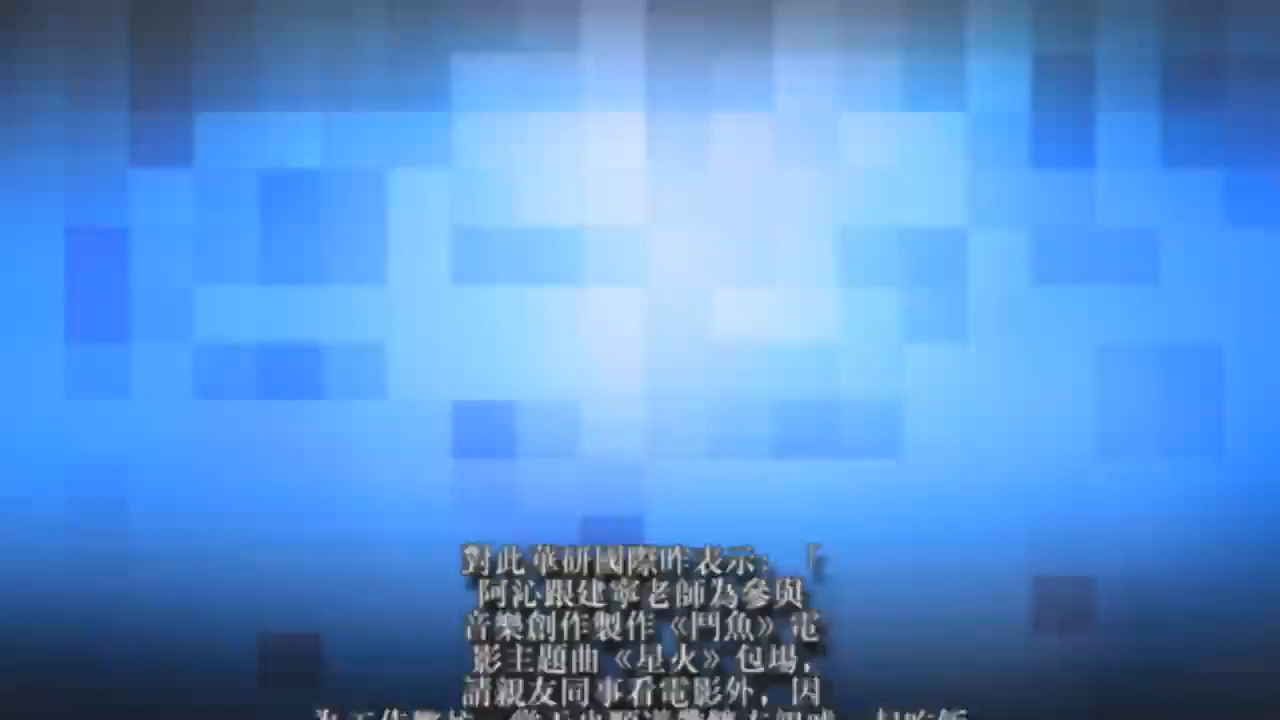 對此華研國際昨表示：「
阿沁跟建寧老師為參與
音樂創作製作《鬥魚》電
影主題曲《星火》包場，
請親友同事看電影外，因